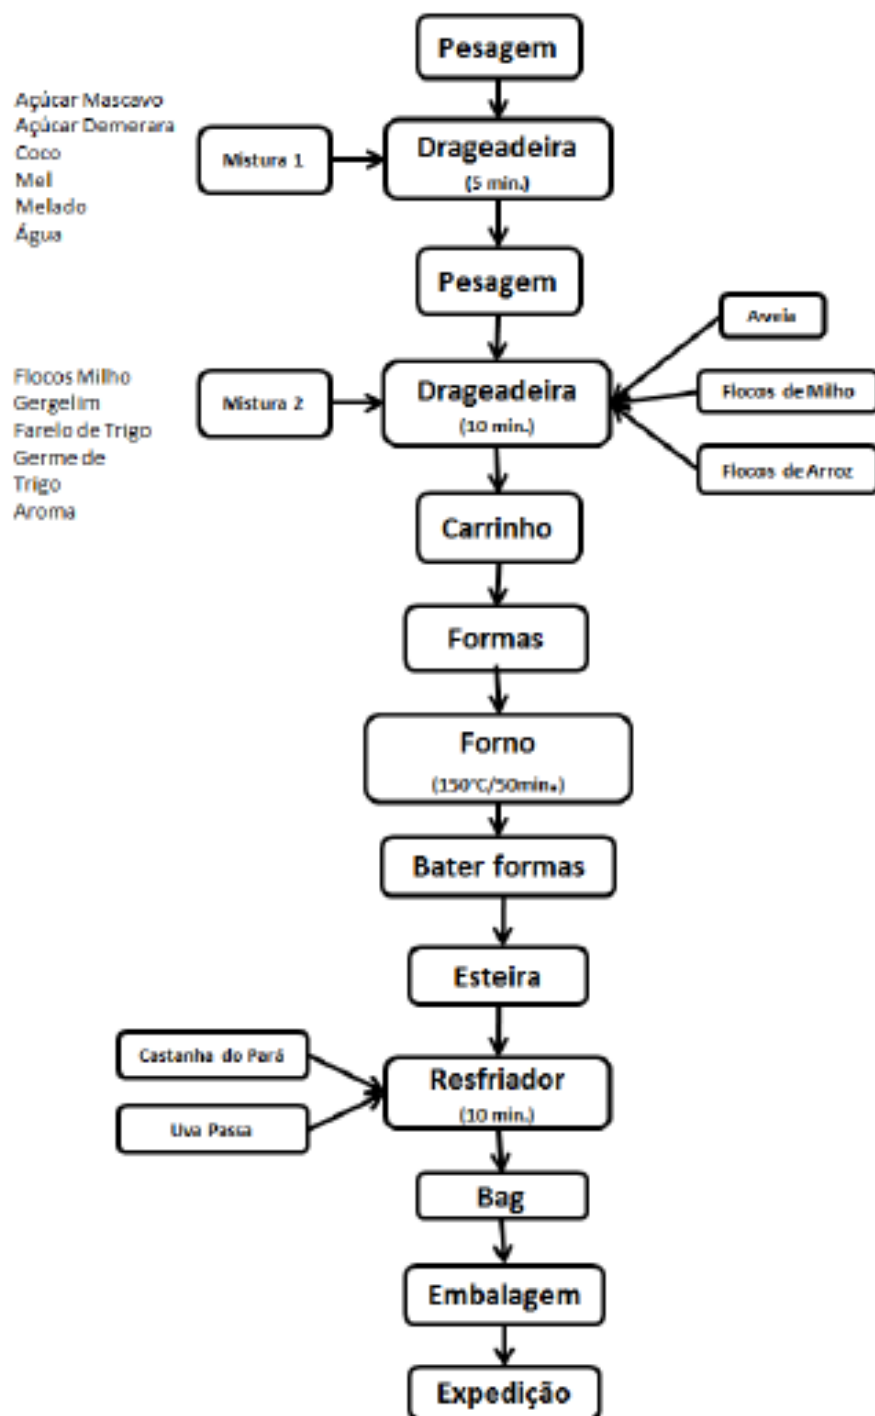 Pesagem
Açúcar Mascavo
Açúcar Demerara
Coco
Mel
Melado
Água
Mistura 1
Drageadeira
(5 min.)
Pesagem
Aveia
Flocos Milho
Gergelim
Farelo de Trigo
Germe de
Trigo
Aroma
Mistura 2
Drageadeira
(10 min.)
Flocos de Milho
Flocos de Arroz
Carrinho
Formas
Forno
(150°C/50min.)
Bater formas
Esteira
Castanha do Pará
Uva Passa
Resfriador
(10 min.)
Bag
Embalagem
Expedição